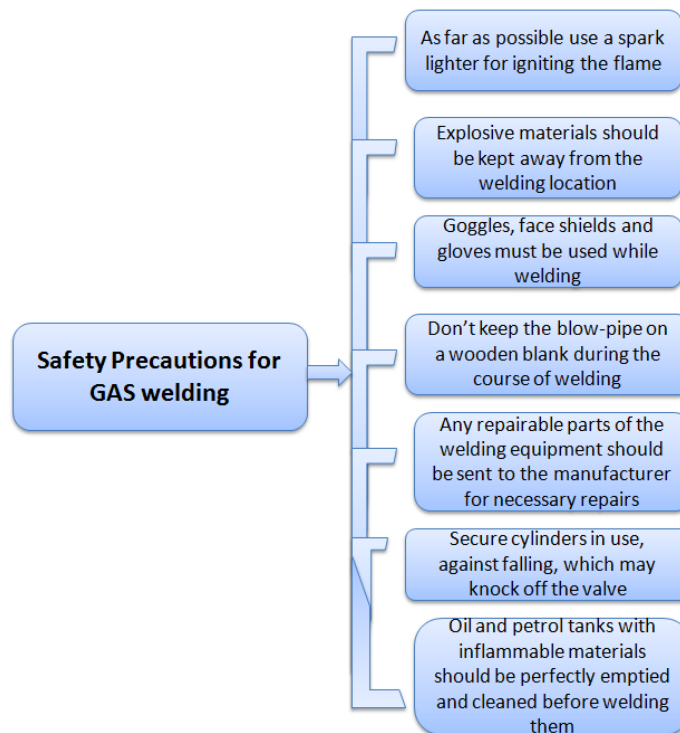 Safety Precautions for
GAS welding
As far as possible use a spark
lighter for igniting the flame
Explosive materials should
be kept away from the
welding location
Goggles, face shields and
gloves must be used while
welding
Don’t keep the blow-pipe on
a wooden blank during the
course of welding
Any repairable parts of the
welding equipment should
be sent to the manufacturer
for necessary repairs
Secure cylinders in use,
against falling, which may
knock off the valve
Oil and petrol tanks with
inflammable materials
should be perfectly emptied
and cleaned before welding
them